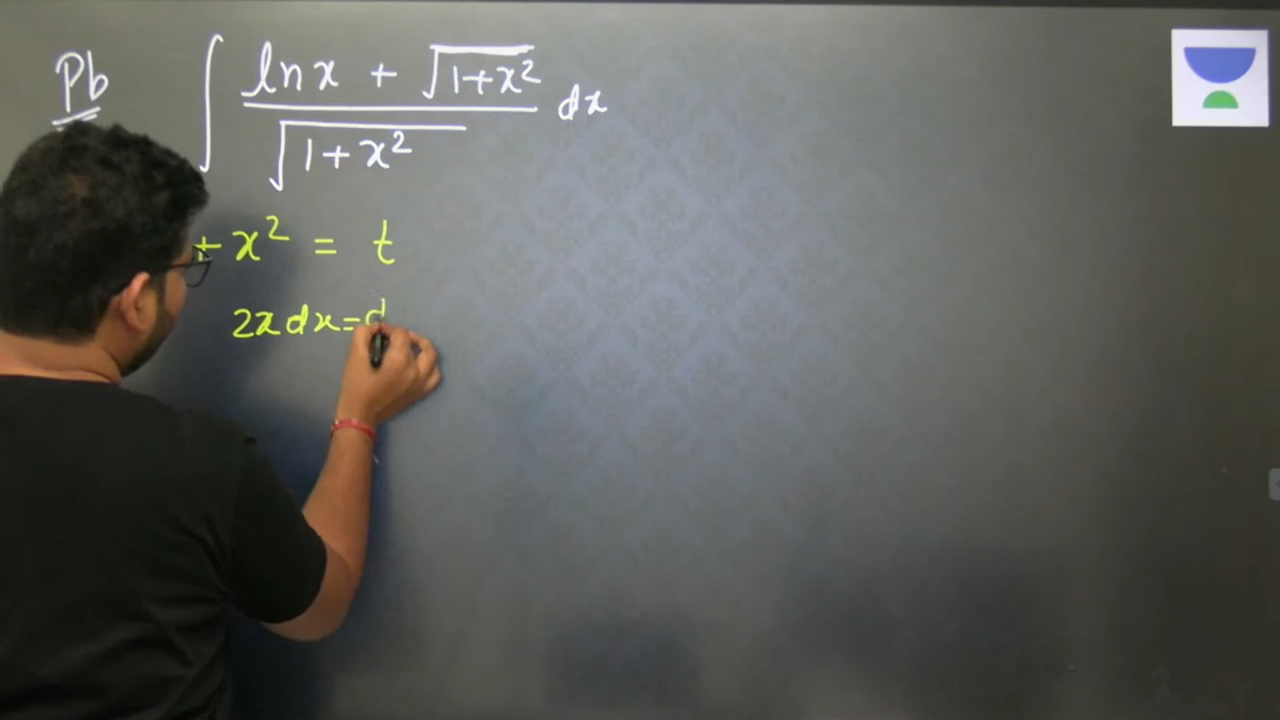 Pb ∫ (ln x + √(1+x²)) / √(1+x²) dx
+ x² = t
2x dx = d